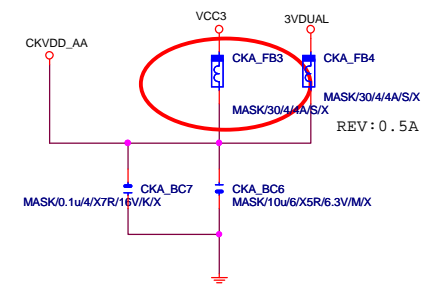 VCC3
3VDUAL
CKVDD_AA
CKA_FB3
CKA_FB4
MASK/30/4/4A/S/X
MASK/30/4/4A/S/X
REV:0.5A
CKA_BC7
CKA_BC6
MASK/0.1u/4/X7R/16V/K/X
MASK/10u/6/X5R/6.3V/M/X